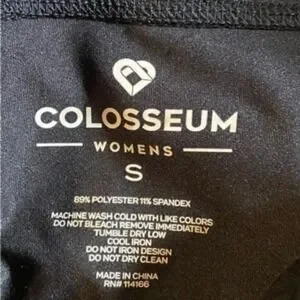 COLOSSEUM
WOMENS
S
89% POLYESTER 11% SPANDEX
MACHINE WASH COLD WITH LIKE COLORS
DO NOT BLEACH REMOVE IMMEDIATELY
TUMBLE DRY LOW
COOL IRON
DO NOT IRON DESIGN
DO NOT DRY CLEAN
MADE IN CHINA
RN# 114166